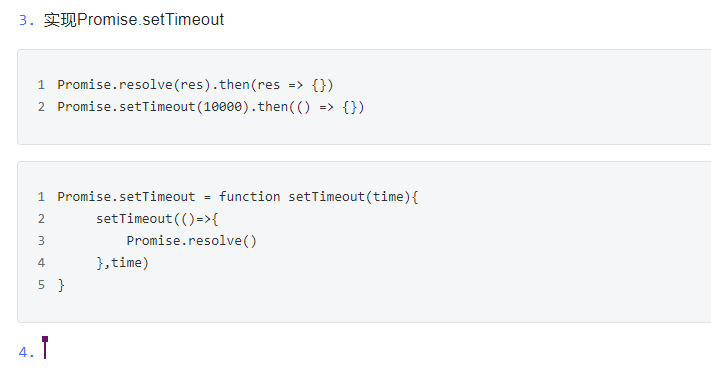 3. 实现Promise.setTimeout
1 Promise.resolve(res).then(res => {})
2 Promise.setTimeout(10000).then(() => {})
1 Promise.setTimeout = function setTimeout(time){
2 setTimeout(()=>{
3 Promise.resolve()
4 },time)
5 }
4.